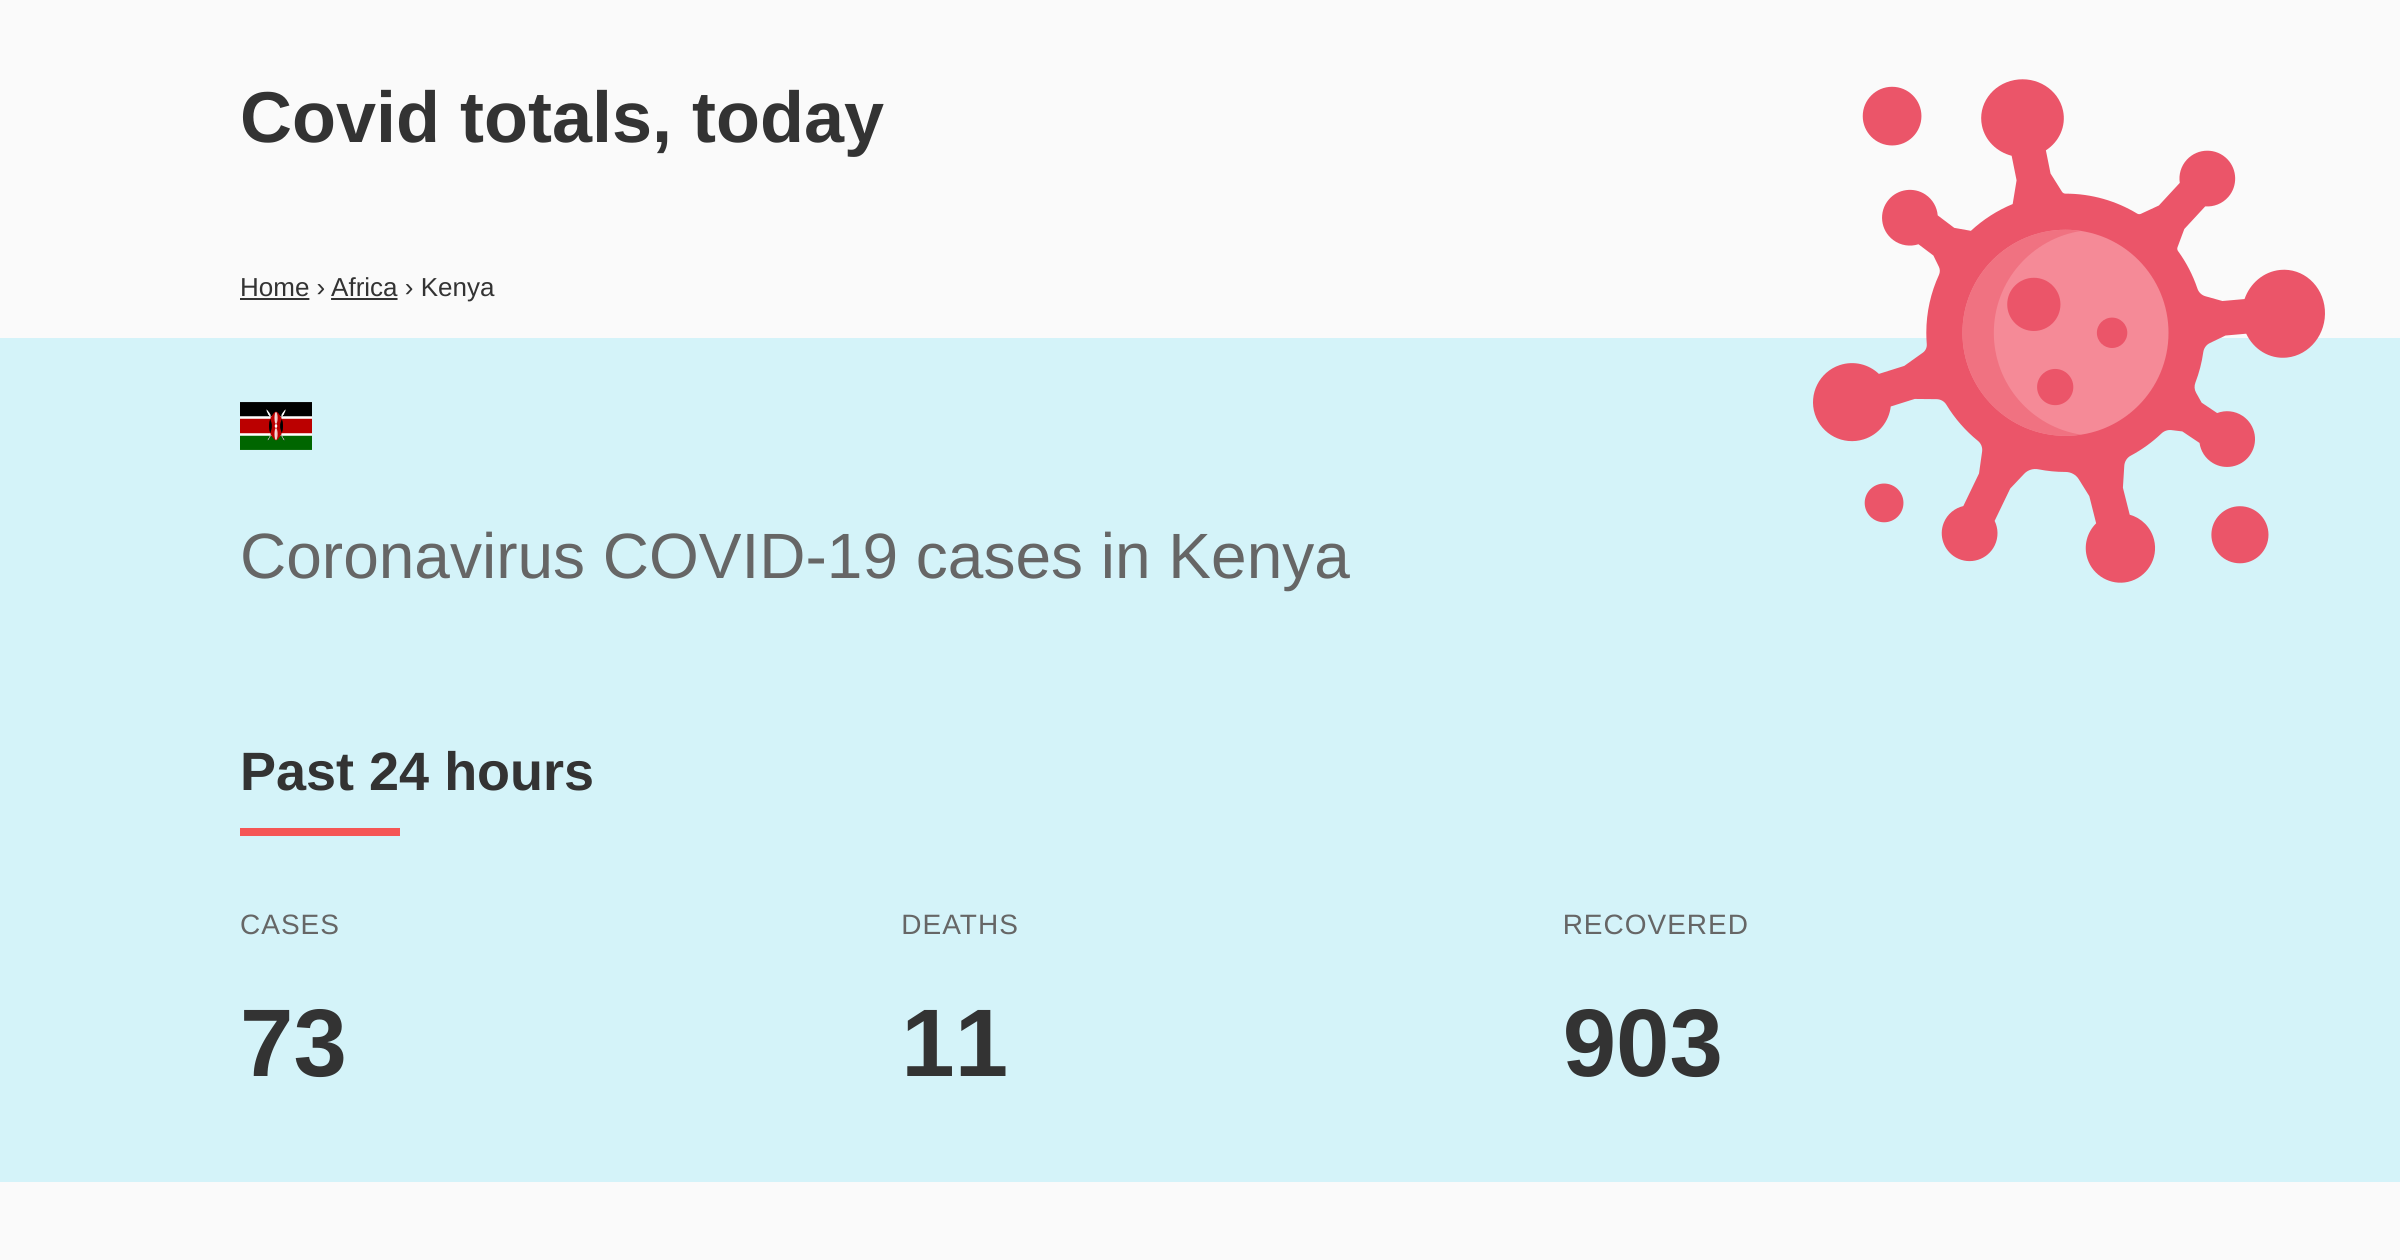 Covid totals, today
Home › Africa › Kenya
Coronavirus COVID-19 cases in Kenya
Past 24 hours
CASES DEATHS RECOVERED
73 11 903